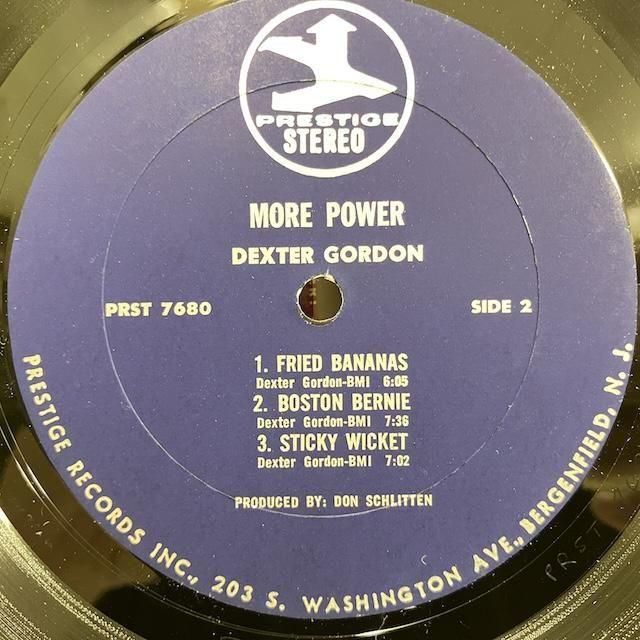 PRESTIGE
STEREO
MORE POWER
DEXTER GORDON
PRST 7680
SIDE 2
1. FRIED BANANAS
Dexter Gordon-BMI 6:05
2. BOSTON BERNIE
Dexter Gordon-BMI 7:36
3. STICKY WICKET
Dexter Gordon-BMI 7:02
PRODUCED BY: DON SCHLITTEN
PRESTIGE RECORDS INC., 203 S. WASHINGTON AVE., BERGENFIELD, N. J.
PRST